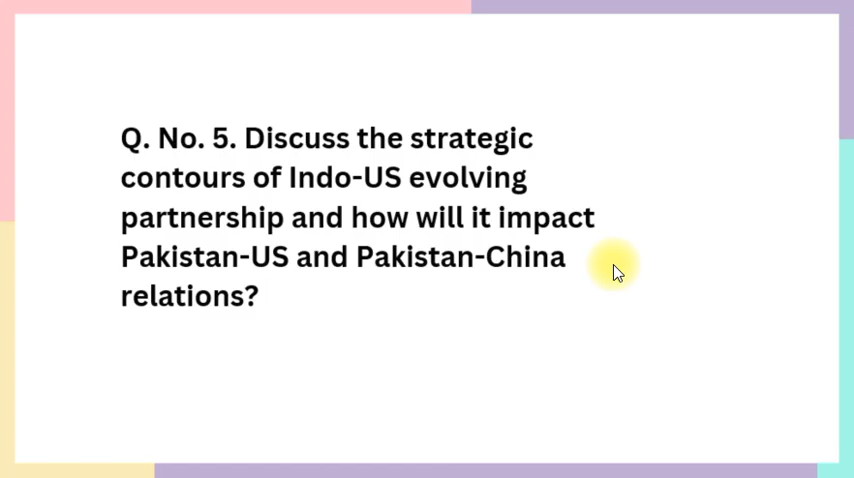 Q. No. 5. Discuss the strategic
contours of Indo-US evolving
partnership and how will it impact
Pakistan-US and Pakistan-China
relations?